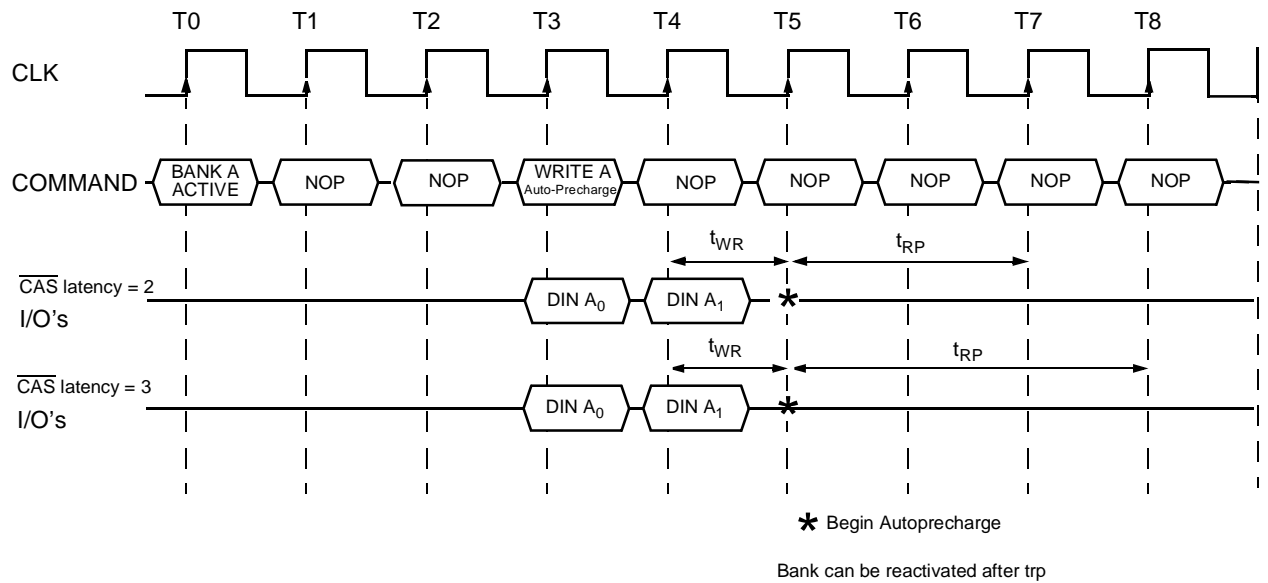 T0 T1 T2 T3 T4 T5 T6 T7 T8
CLK
COMMAND BANK A ACTIVE NOP NOP WRITE A Auto-Precharge NOP NOP NOP NOP NOP
tWR tRP
CAS latency = 2
I/O's
DIN A0 DIN A1 *
tWR tRP
CAS latency = 3
I/O's
DIN A0 DIN A1 *
* Begin Autoprecharge
Bank can be reactivated after trp